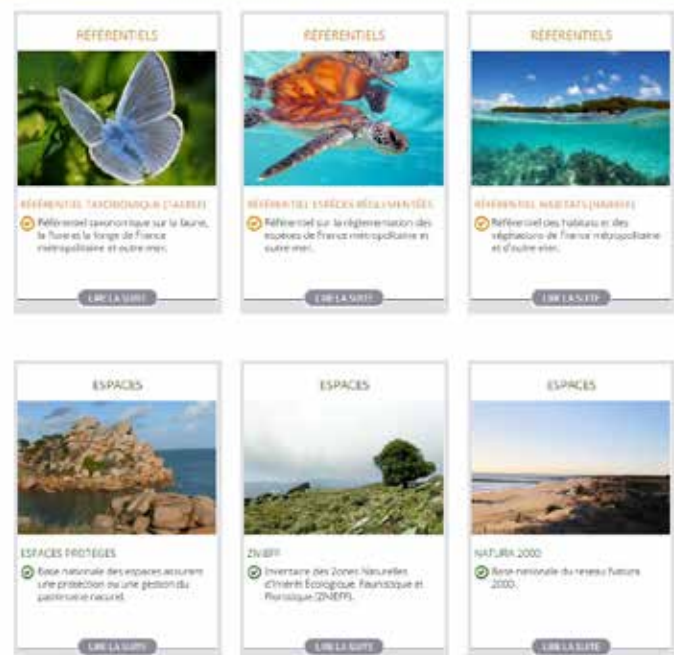 RÉFÉRENTIELS
RÉFÉRENTIELS
RÉFÉRENTIELS
RÉFÉRENTIEL TAXONOMIQUE (TAXREF)
Référentiel taxonomique sur la faune,
la flore et la fonge de France
métropolitaine et outre-mer.
LIRE LA SUITE
RÉFÉRENTIEL ESPÈCES RÉGLEMENTÉES
Référentiel sur la réglementation des
espèces de France métropolitaine et
outre-mer.
LIRE LA SUITE
RÉFÉRENTIEL HABITATS (HABREF)
Référentiel des habitats et des
végétations de France métropolitaine
et d'outre-mer.
LIRE LA SUITE
ESPACES
ESPACES
ESPACES
ESPACES PROTÉGÉS
Base nationale des espaces assurant
une protection ou une gestion du
patrimoine naturel.
LIRE LA SUITE
ZNIEFF
Inventaire des Zones Naturelles
d'Intérêt Écologique, Faunistique et
Floristique (ZNIEFF).
LIRE LA SUITE
NATURA 2000
Base nationale du réseau Natura
2000.
LIRE LA SUITE